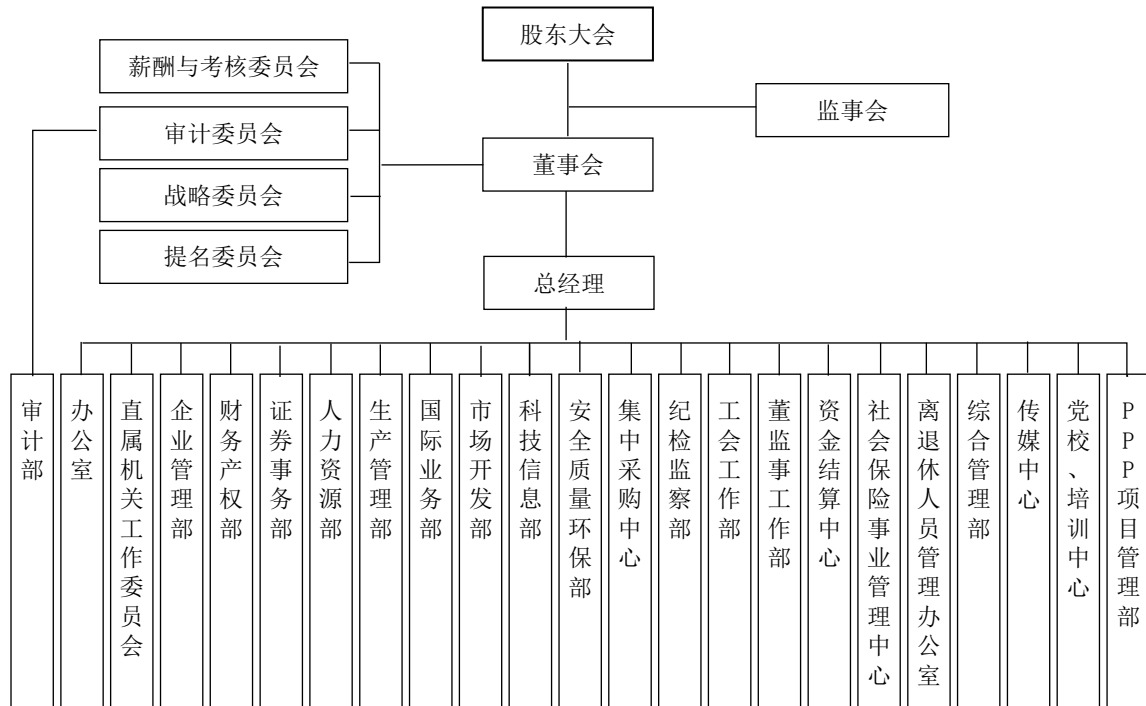 股东大会
薪酬与考核委员会
监事会
审计委员会
董事会
战略委员会
提名委员会
总经理
审计部
办公室
直属机关工作委员会
企业管理部
财务产权部
证券事务部
人力资源部
生产管理部
国际业务部
市场开发部
科技信息部
安全质量环保部
集中采购中心
纪检监察部
工会工作部
董监事工作部
资金结算中心
社会保险事业管理中心
离退休人员管理办公室
综合管理部
传媒中心
党校、培训中心
PPP项目管理部